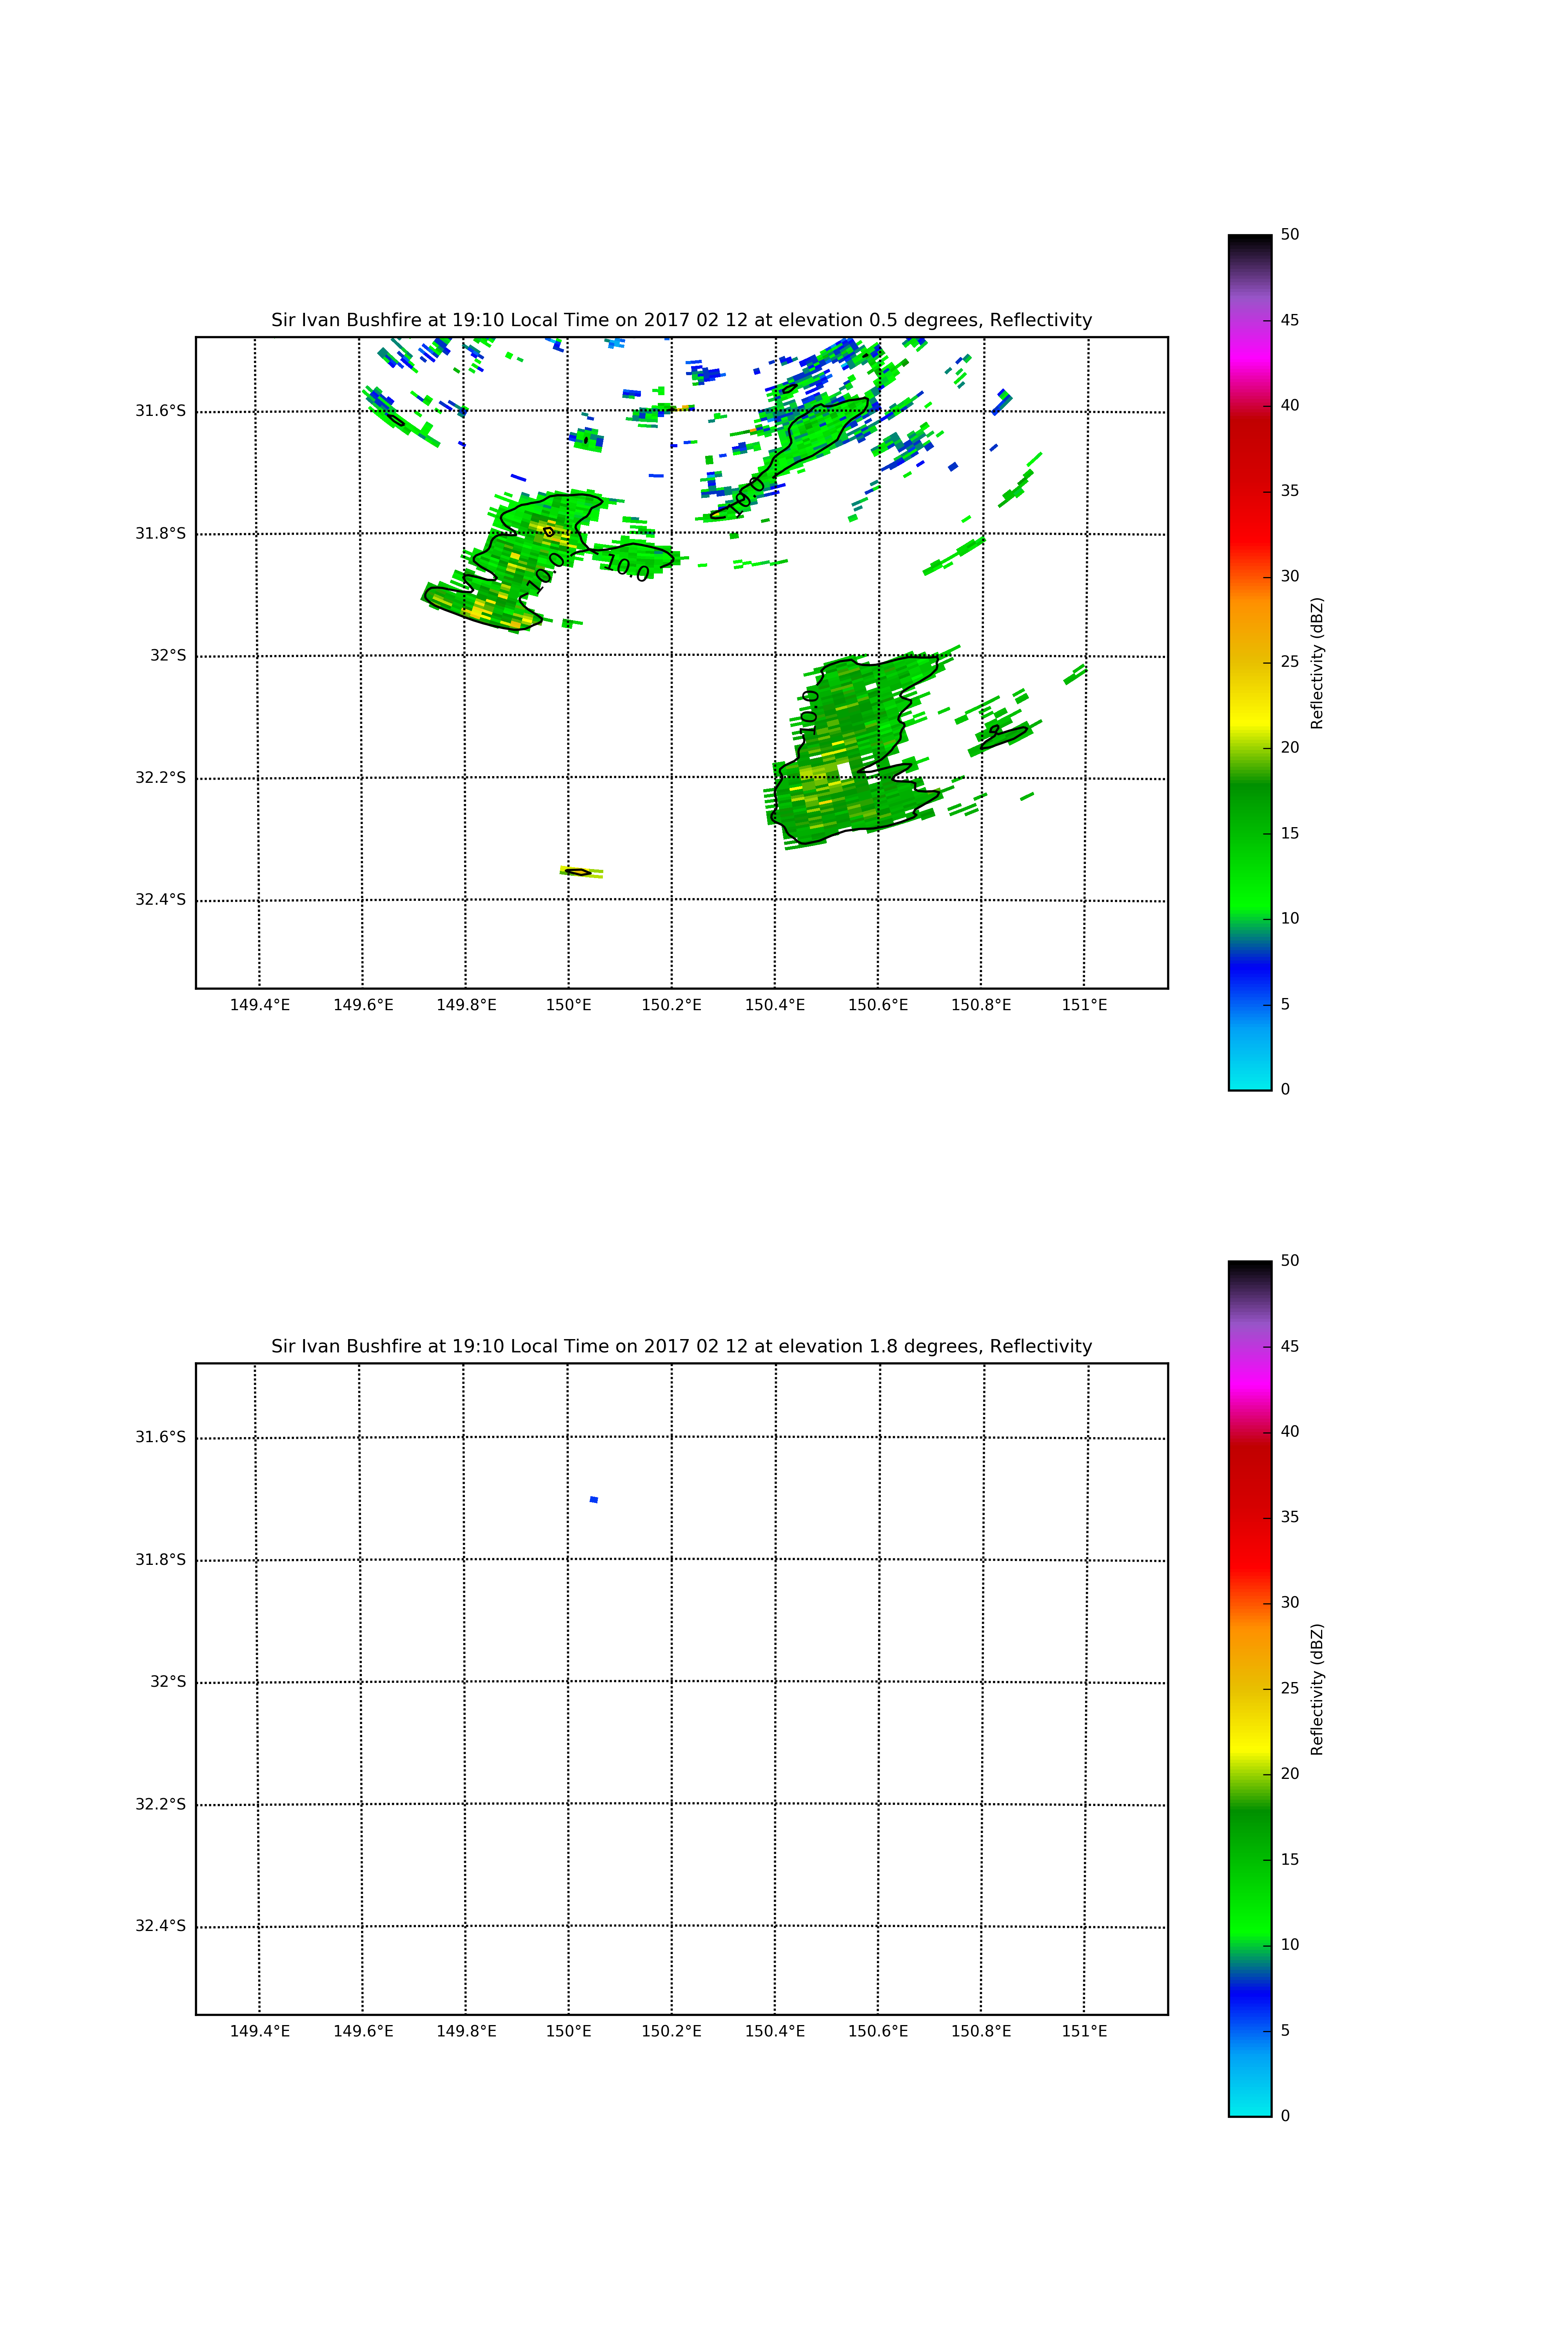 Sir Ivan Bushfire at 19:10 Local Time on 2017 02 12 at elevation 0.5 degrees, Reflectivity
31.6°S
31.8°S
32°S
32.2°S
32.4°S
149.4°E 149.6°E 149.8°E 150°E 150.2°E 150.4°E 150.6°E 150.8°E 151°E
10.0
10.0
10.0
10.0
50
45
40
35
30
25
20
15
10
5
0
Reflectivity (dBZ)
Sir Ivan Bushfire at 19:10 Local Time on 2017 02 12 at elevation 1.8 degrees, Reflectivity
31.6°S
31.8°S
32°S
32.2°S
32.4°S
149.4°E 149.6°E 149.8°E 150°E 150.2°E 150.4°E 150.6°E 150.8°E 151°E
50
45
40
35
30
25
20
15
10
5
0
Reflectivity (dBZ)